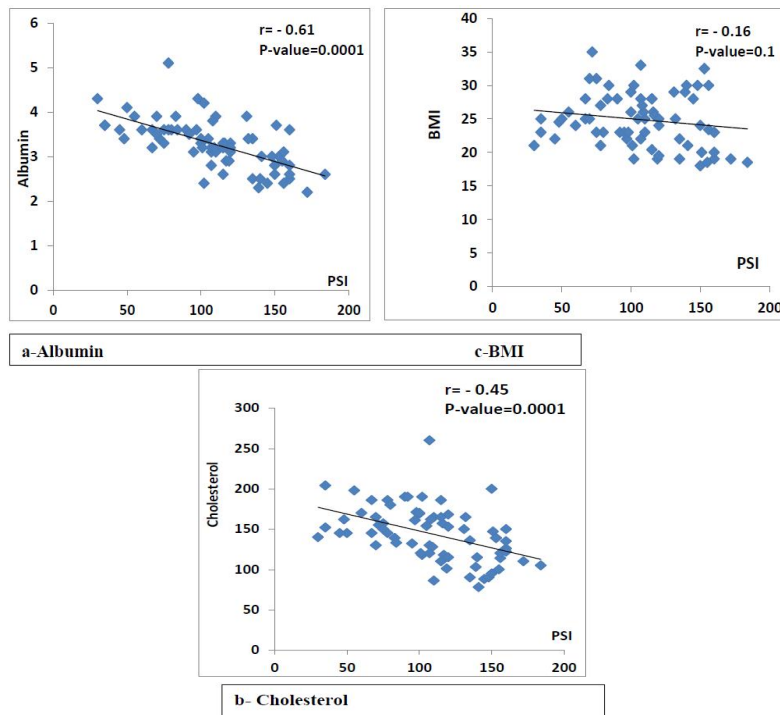 r= - 0.61
P-value=0.0001
Albumin
6
5
4
3
2
1
0
0 50 100 150 200
PSI
r= - 0.16
P-value=0.1
BMI
40
35
30
25
20
15
10
5
0
0 50 100 150 200
PSI
a-Albumin c-BMI
r= - 0.45
P-value=0.0001
Cholesterol
300
250
200
150
100
50
0
0 50 100 150 200
PSI
b- Cholesterol